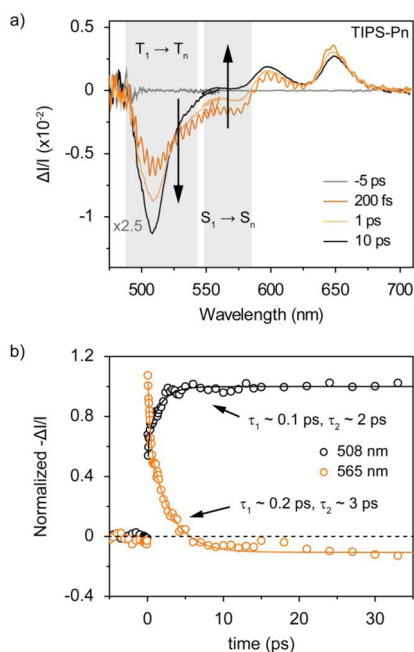 a)
T1 → Tn
TIPS-Pn
0.5
0
-0.5
-1
ΔI/I (x10-2)
x2.5
S1 → Sn
-5 ps
200 fs
1 ps
10 ps
500 550 600 650 700
Wavelength (nm)
b)
1.2
0.8
0.4
0
-0.4
Normalized -ΔI/I
τ1 ~ 0.1 ps, τ2 ~ 2 ps
508 nm
565 nm
τ1 ~ 0.2 ps, τ2 ~ 3 ps
0 10 20 30
time (ps)